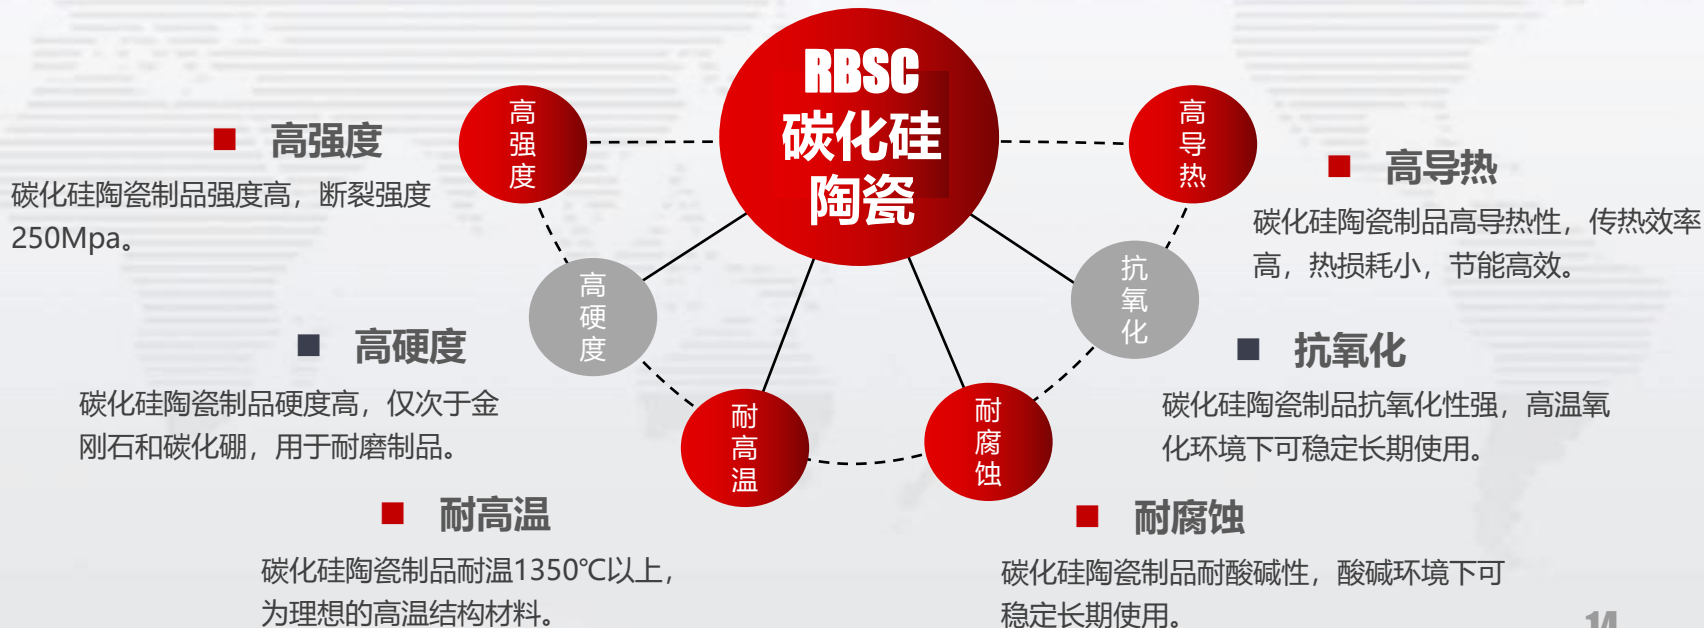 RBSC
碳化硅
陶瓷
高强度
高硬度
耐高温
耐腐蚀
抗氧化
高导热
高强度
碳化硅陶瓷制品强度高，断裂强度
250Mpa。
高硬度
碳化硅陶瓷制品硬度高，仅次于金
刚石和碳化硼，用于耐磨制品。
耐高温
碳化硅陶瓷制品耐温1350℃以上，
为理想的高温结构材料。
高导热
碳化硅陶瓷制品高导热性，传热效率
高，热损耗小，节能高效。
抗氧化
碳化硅陶瓷制品抗氧化性强，高温氧
化环境下可稳定长期使用。
耐腐蚀
碳化硅陶瓷制品耐酸碱性，酸碱环境下可
稳定长期使用。
14